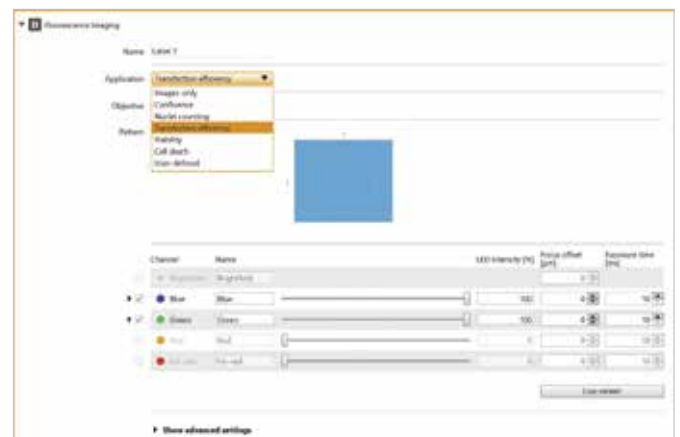 Fluorescence Imaging
Name Label 1
Application Transfection efficiency
Images only
Objective Confluence
Nuclei counting
Pattern Transfection efficiency
Viability
Cell death
User-defined
Channel Name LED intensity [%] Focus offset [µm] Exposure time [ms]
Brightfield Brightfield 0
Blue Blue 100 0 10
Green Green 100 0 10
Red Red 0 0 10
Far-red Far-red 0 0 10
Live viewer
Show advanced settings